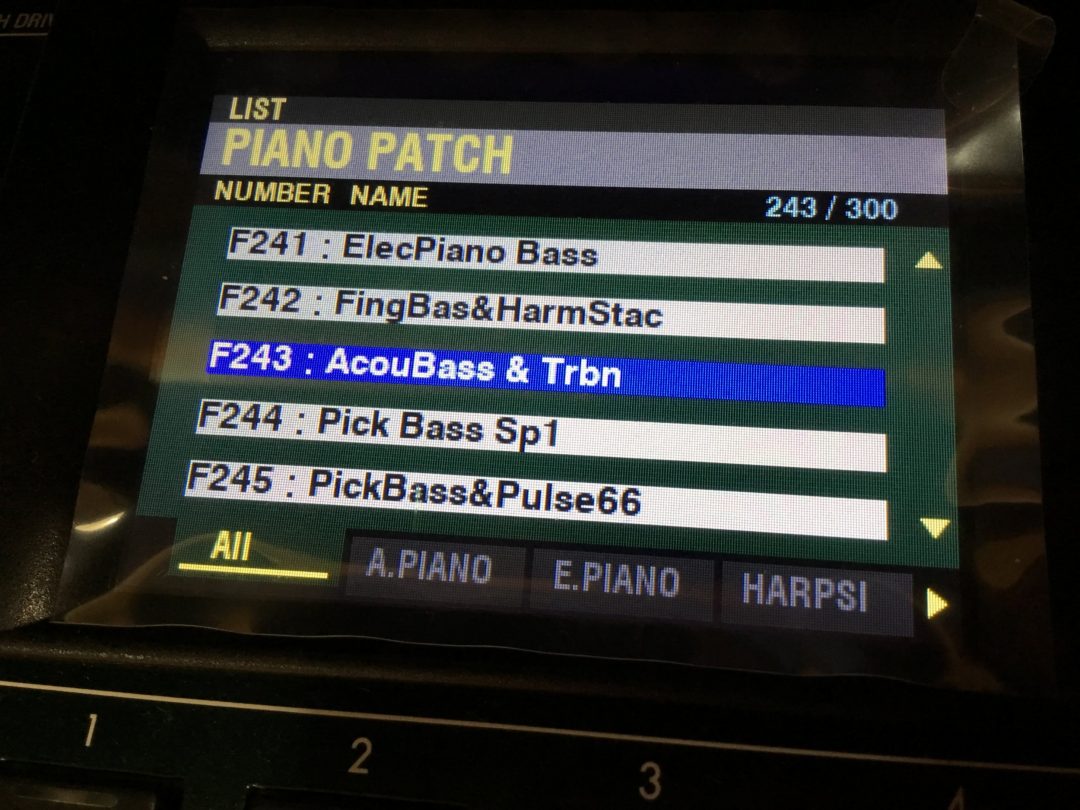 LIST
PIANO PATCH
NUMBER NAME 243 / 300
F241 : ElecPiano Bass
F242 : FingBas&HarmStac
F243 : AcouBass & Trbn
F244 : Pick Bass Sp1
F245 : PickBass&Pulse66
All A.PIANO E.PIANO HARPSI
1 2 3